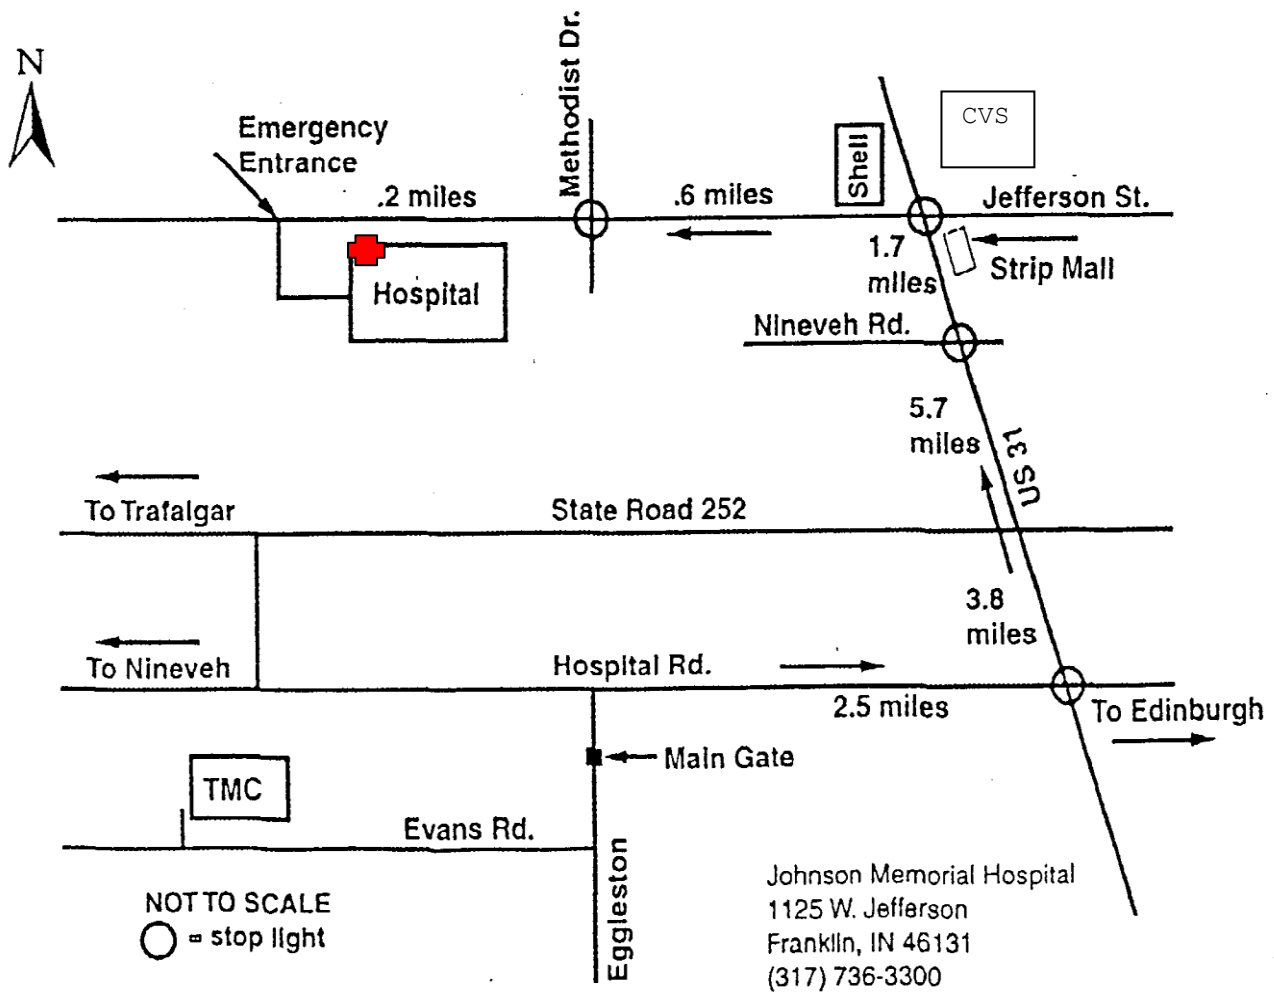 N
Methodist Dr.
CVS
Emergency
Entrance
Shell
.2 miles
.6 miles
Jefferson St.
1.7
miles
Strip Mall
Hospital
Nineveh Rd.
5.7
miles
US 31
To Trafalgar
State Road 252
3.8
miles
To Nineveh
Hospital Rd.
2.5 miles
To Edinburgh
Main Gate
TMC
Evans Rd.
Eggleston
NOT TO SCALE
= stop light
Johnson Memorial Hospital
1125 W. Jefferson
Franklin, IN 46131
(317) 736-3300